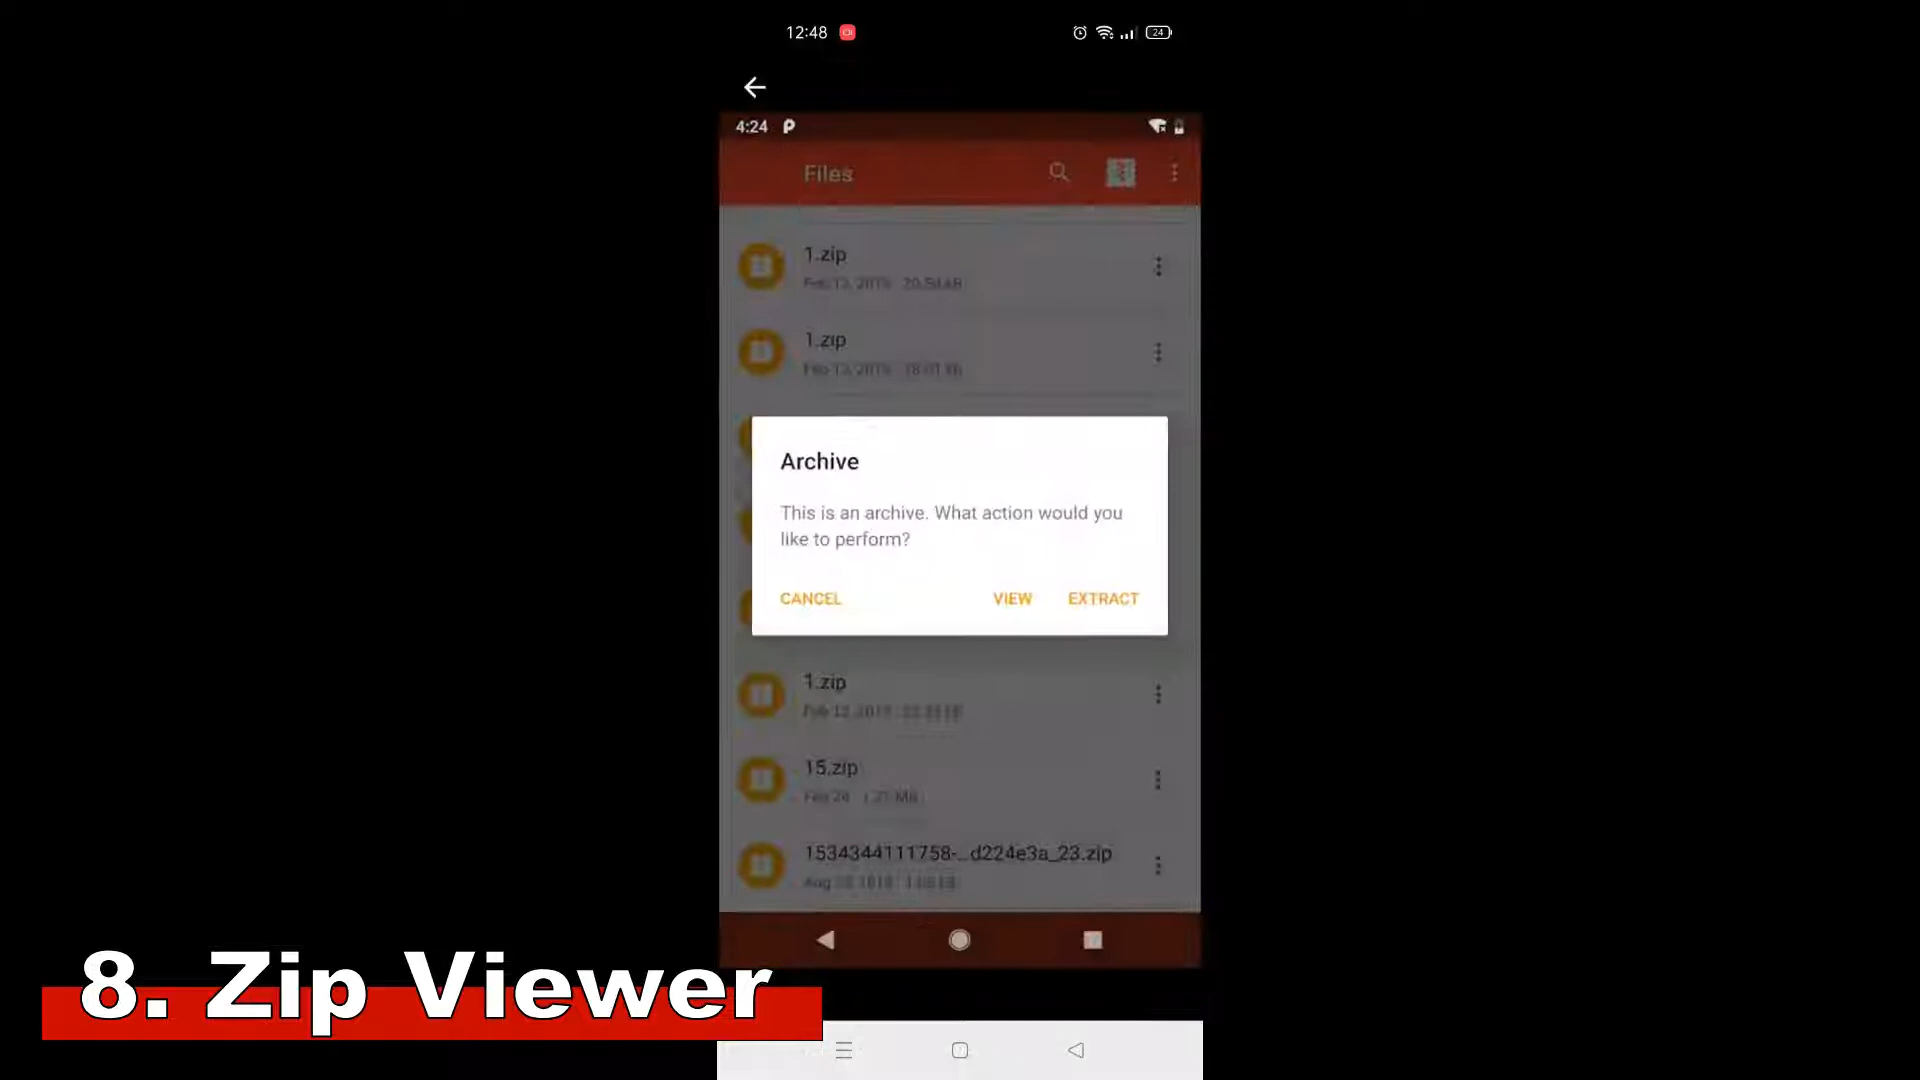 12:48
24
4:24
Files
1.zip
1.zip
Archive
This is an archive. What action would you
like to perform?
CANCEL VIEW EXTRACT
1.zip
15.zip
1534344111758-...d224e3a_23.zip
8. Zip Viewer